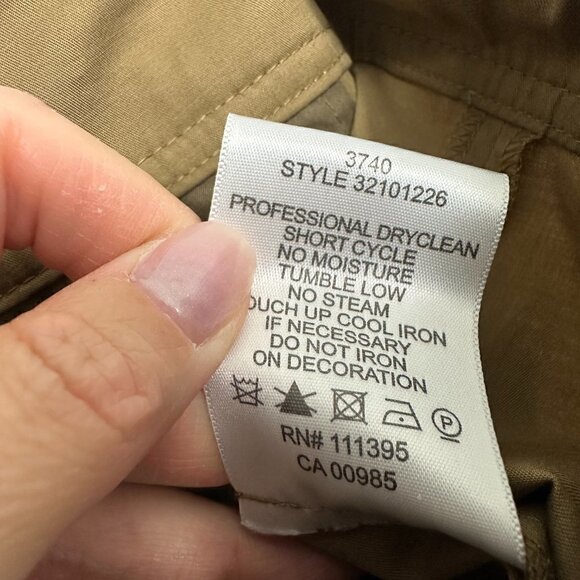 3740
STYLE 32101226
PROFESSIONAL DRYCLEAN
SHORT CYCLE
NO MOISTURE
TUMBLE LOW
NO STEAM
OUCH UP COOL IRON
IF NECESSARY
DO NOT IRON
ON DECORATION
P
RN# 111395
CA 00985